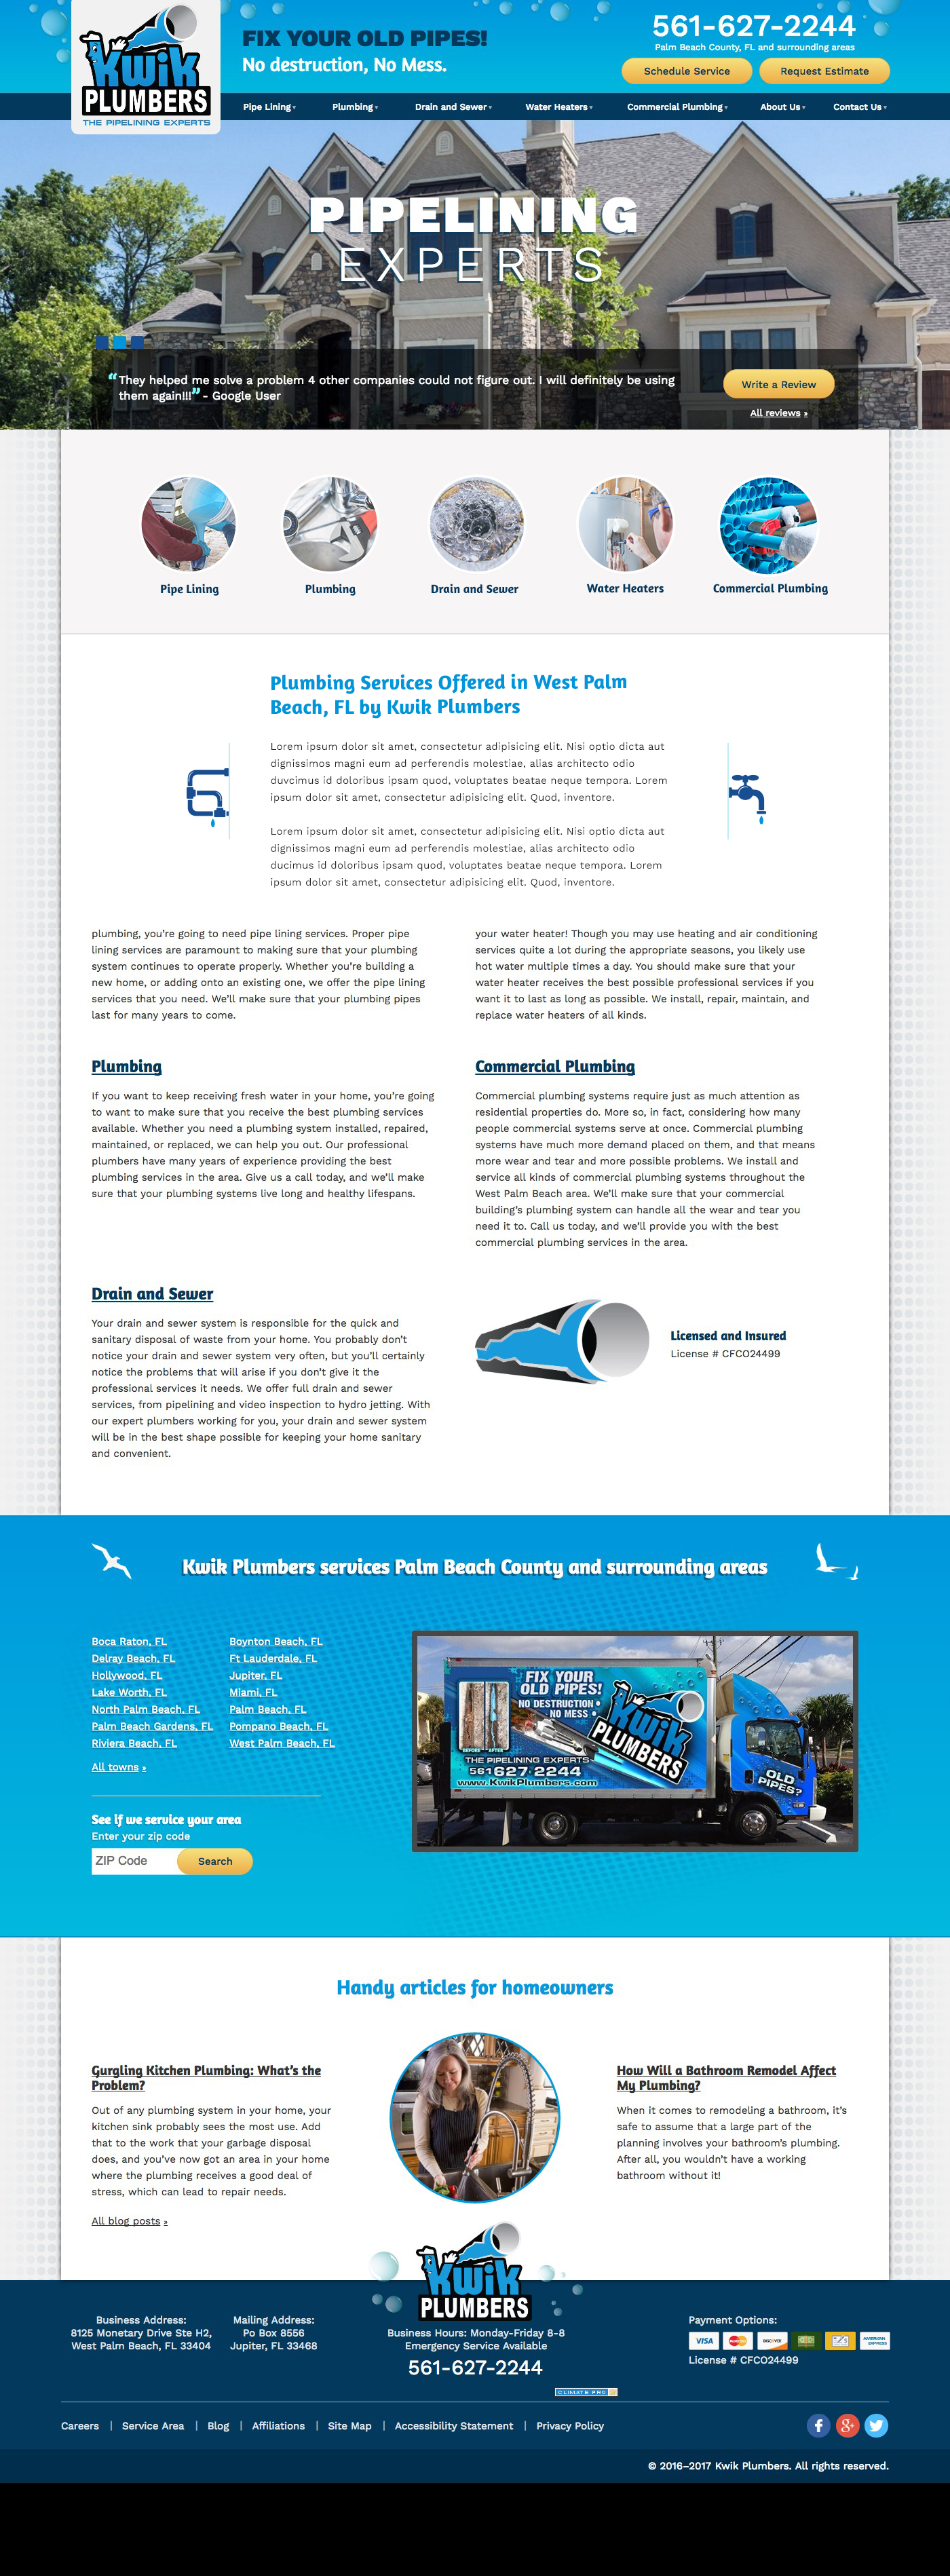 Kwik
PLUMBERS
THE PIPELINING EXPERTS
FIX YOUR OLD PIPES!
No destruction, No Mess.
561-627-2244
Palm Beach County, FL and surrounding areas
Schedule Service
Request Estimate
Pipe Lining
Plumbing
Drain and Sewer
Water Heaters
Commercial Plumbing
About Us
Contact Us
PIPELINING
EXPERTS
“They helped me solve a problem 4 other companies could not figure out. I will definitely be using
them again!!!” - Google User
Write a Review
All reviews »
Pipe Lining
Plumbing
Drain and Sewer
Water Heaters
Commercial Plumbing
Plumbing Services Offered in West Palm
Beach, FL by Kwik Plumbers
Lorem ipsum dolor sit amet, consectetur adipisicing elit. Nisi optio dicta aut
dignissimos magni eum ad perferendis molestiae, alias architecto odio
duvcimus id doloribus ipsam quod, voluptates beatae neque tempora. Lorem
ipsum dolor sit amet, consectetur adipisicing elit. Quod, inventore.
Lorem ipsum dolor sit amet, consectetur adipisicing elit. Nisi optio dicta aut
dignissimos magni eum ad perferendis molestiae, alias architecto odio
ducimus id doloribus ipsam quod, voluptates beatae neque tempora. Lorem
ipsum dolor sit amet, consectetur adipisicing elit. Quod, inventore.
plumbing, you’re going to need pipe lining services. Proper pipe
lining services are paramount to making sure that your plumbing
system continues to operate properly. Whether you’re building a
new home, or adding onto an existing one, we offer the pipe lining
services that you need. We’ll make sure that your plumbing pipes
last for many years to come.
your water heater! Though you may use heating and air conditioning
services quite a lot during the appropriate seasons, you likely use
hot water multiple times a day. You should make sure that your
water heater receives the best possible professional services if you
want it to last as long as possible. We install, repair, maintain, and
replace water heaters of all kinds.
Plumbing
If you want to keep receiving fresh water in your home, you’re going
to want to make sure that you receive the best plumbing services
available. Whether you need a plumbing system installed, repaired,
maintained, or replaced, we can help you out. Our professional
plumbers have many years of experience providing the best
plumbing services in the area. Give us a call today, and we’ll make
sure that your plumbing systems live long and healthy lifespans.
Commercial Plumbing
Commercial plumbing systems require just as much attention as
residential properties do. More so, in fact, considering how many
people commercial systems serve at once. Commercial plumbing
systems have much more demand placed on them, and that means
more wear and tear and more possible problems. We install and
service all kinds of commercial plumbing systems throughout the
West Palm Beach area. We’ll make sure that your commercial
building’s plumbing system can handle all the wear and tear you
need it to. Call us today, and we’ll provide you with the best
commercial plumbing services in the area.
Drain and Sewer
Your drain and sewer system is responsible for the quick and
sanitary disposal of waste from your home. You probably don’t
notice your drain and sewer system very often, but you’ll certainly
notice the problems that will arise if you don’t give it the
professional services it needs. We offer full drain and sewer
services, from pipelining and video inspection to hydro jetting. With
our expert plumbers working for you, your drain and sewer system
will be in the best shape possible for keeping your home sanitary
and convenient.
Licensed and Insured
License # CFCO24499
Kwik Plumbers services Palm Beach County and surrounding areas
Boca Raton, FL
Delray Beach, FL
Hollywood, FL
Lake Worth, FL
North Palm Beach, FL
Palm Beach Gardens, FL
Riviera Beach, FL
Boynton Beach, FL
Ft Lauderdale, FL
Jupiter, FL
Miami, FL
Palm Beach, FL
Pompano Beach, FL
West Palm Beach, FL
All towns »
See if we service your area
Enter your zip code
ZIP Code
Search
FIX YOUR
OLD PIPES!
NO DESTRUCTION •
• NO MESS •
BEFORE AFTER
Kwik
PLUMBERS
THE PIPELINING EXPERTS
561 627-2244
www.KwikPlumbers.com
OLD
PIPES?
Handy articles for homeowners
Gurgling Kitchen Plumbing: What’s the
Problem?
Out of any plumbing system in your home, your
kitchen sink probably sees the most use. Add
that to the work that your garbage disposal
does, and you’ve now got an area in your home
where the plumbing receives a good deal of
stress, which can lead to repair needs.
All blog posts »
How Will a Bathroom Remodel Affect
My Plumbing?
When it comes to remodeling a bathroom, it’s
safe to assume that a large part of the
planning involves your bathroom’s plumbing.
After all, you wouldn’t have a working
bathroom without it!
Kwik
PLUMBERS
Business Address:
8125 Monetary Drive Ste H2,
West Palm Beach, FL 33404
Mailing Address:
Po Box 8556
Jupiter, FL 33468
Business Hours: Monday-Friday 8-8
Emergency Service Available
561-627-2244
Payment Options:
VISA
MasterCard
DISCOVER
AMERICAN
EXPRESS
License # CFCO24499
CLIMATE PRO
Careers | Service Area | Blog | Affiliations | Site Map | Accessibility Statement | Privacy Policy
© 2016–2017 Kwik Plumbers. All rights reserved.